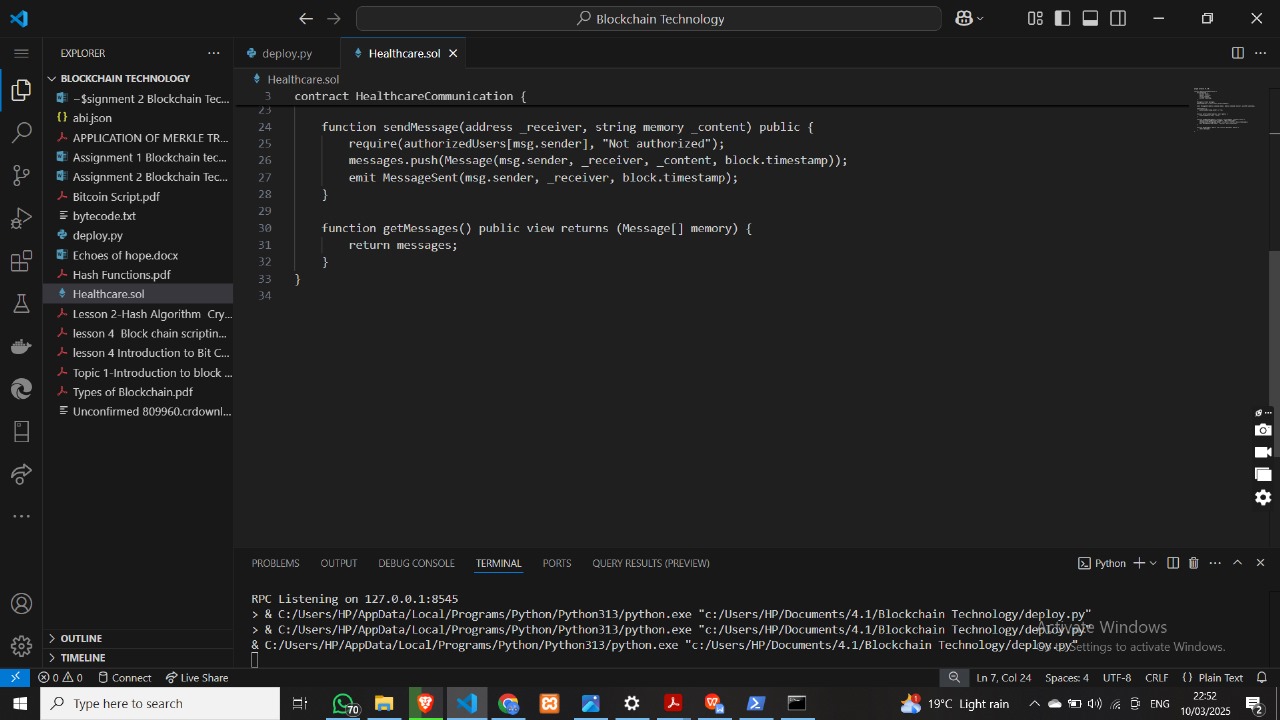 Blockchain Technology
EXPLORER
deploy.py
Healthcare.sol
BLOCKCHAIN TECHNOLOGY
~$signment 2 Blockchain Tec...
abi.json
APPLICATION OF MERKLE TR...
Assignment 1 Blockchain tec...
Assignment 2 Blockchain Tec...
Bitcoin Script.pdf
bytecode.txt
deploy.py
Echoes of hope.docx
Hash Functions.pdf
Healthcare.sol
Lesson 2-Hash Algorithm Cry...
lesson 4 Block chain scriptin...
lesson 4 Introduction to Bit C...
Topic 1-Introduction to block ...
Types of Blockchain.pdf
Unconfirmed 809960.crdownl...
OUTLINE
TIMELINE
Healthcare.sol
3 contract HealthcareCommunication {
23
24 function sendMessage(address _receiver, string memory _content) public {
25 require(authorizedUsers[msg.sender], "Not authorized");
26 messages.push(Message(msg.sender, _receiver, _content, block.timestamp));
27 emit MessageSent(msg.sender, _receiver, block.timestamp);
28 }
29
30 function getMessages() public view returns (Message[] memory) {
31 return messages;
32 }
33 }
34
PROBLEMS OUTPUT DEBUG CONSOLE TERMINAL PORTS QUERY RESULTS (PREVIEW)
Python
RPC Listening on 127.0.0.1:8545
> & C:/Users/HP/AppData/Local/Programs/Python/Python313/python.exe "c:/Users/HP/Documents/4.1/Blockchain Technology/deploy.py"
> & C:/Users/HP/AppData/Local/Programs/Python/Python313/python.exe "c:/Users/HP/Documents/4.1/Blockchain Technology/deploy.py"
& C:/Users/HP/AppData/Local/Programs/Python/Python313/python.exe "c:/Users/HP/Documents/4.1/Blockchain Technology/deploy.py"
Activate Windows
Go to Settings to activate Windows.
0 0 Connect Live Share
Ln 7, Col 24 Spaces: 4 UTF-8 CRLF {} Plain Text
Type here to search
70
19°C Light rain
ENG
22:52
10/03/2025
2